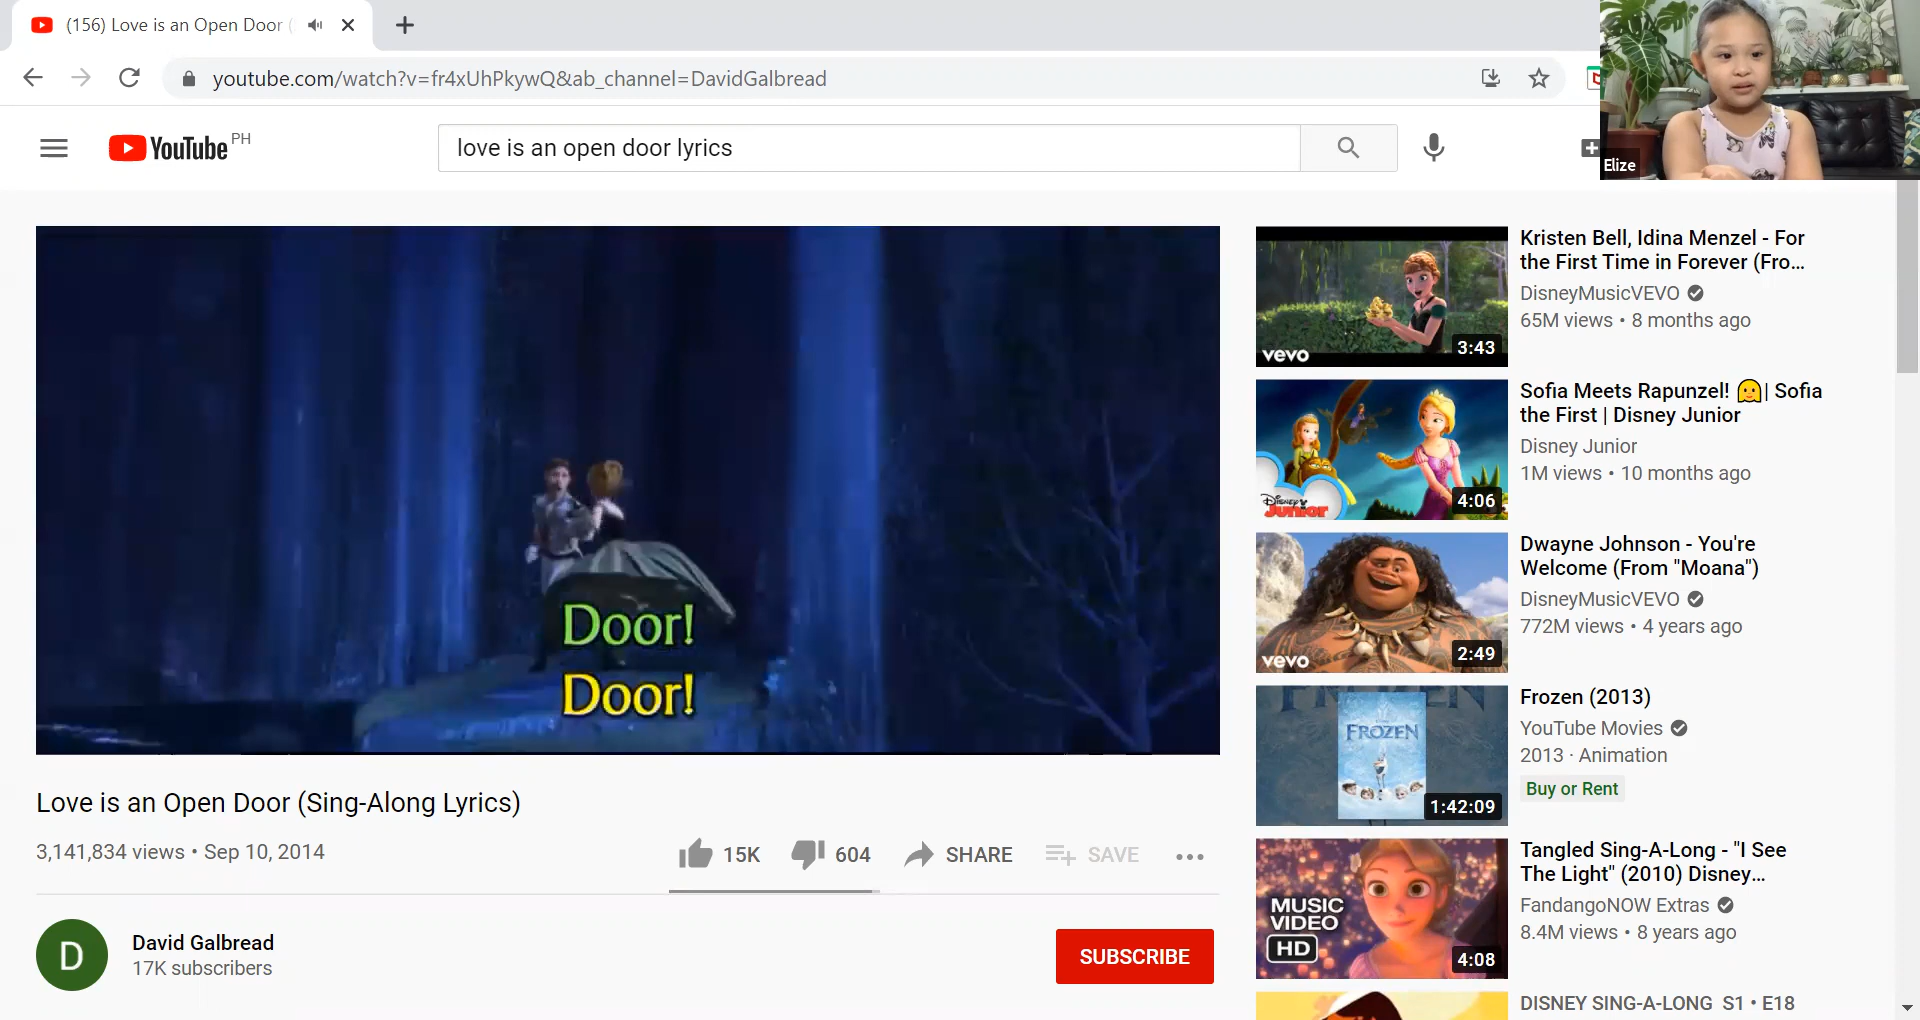 (156) Love is an Open Door (
youtube.com/watch?v=fr4xUhPkywQ&ab_channel=DavidGalbread
YouTube PH
love is an open door lyrics
Elize
Door!
Door!
Love is an Open Door (Sing-Along Lyrics)
3,141,834 views • Sep 10, 2014
15K
604
SHARE
SAVE
D
David Galbread
17K subscribers
SUBSCRIBE
vevo
3:43
Kristen Bell, Idina Menzel - For
the First Time in Forever (Fro...
DisneyMusicVEVO
65M views • 8 months ago
Disney
Junior
4:06
Sofia Meets Rapunzel! | Sofia
the First | Disney Junior
Disney Junior
1M views • 10 months ago
vevo
2:49
Dwayne Johnson - You're
Welcome (From "Moana")
DisneyMusicVEVO
772M views • 4 years ago
FROZEN
1:42:09
Frozen (2013)
YouTube Movies
2013 · Animation
Buy or Rent
MUSIC
VIDEO
HD
4:08
Tangled Sing-A-Long - "I See
The Light" (2010) Disney...
FandangoNOW Extras
8.4M views • 8 years ago
DISNEY SING-A-LONG S1 • E18